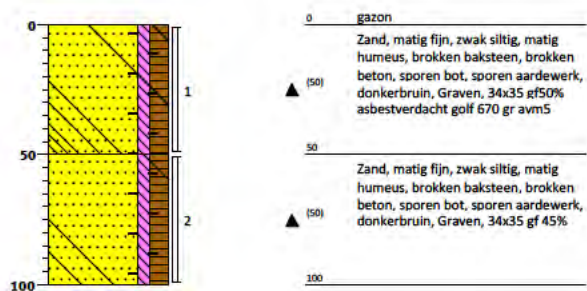 0
1
50
2
100
0 gazon
Zand, matig fijn, zwak siltig, matig
humeus, brokken baksteen, brokken
beton, sporen bot, sporen aardewerk,
(50)
donkerbruin, Graven, 34x35 gf50%
asbestverdacht golf 670 gr avm5
50
Zand, matig fijn, zwak siltig, matig
humeus, brokken baksteen, brokken
beton, sporen bot, sporen aardewerk,
(50)
donkerbruin, Graven, 34x35 gf 45%
100